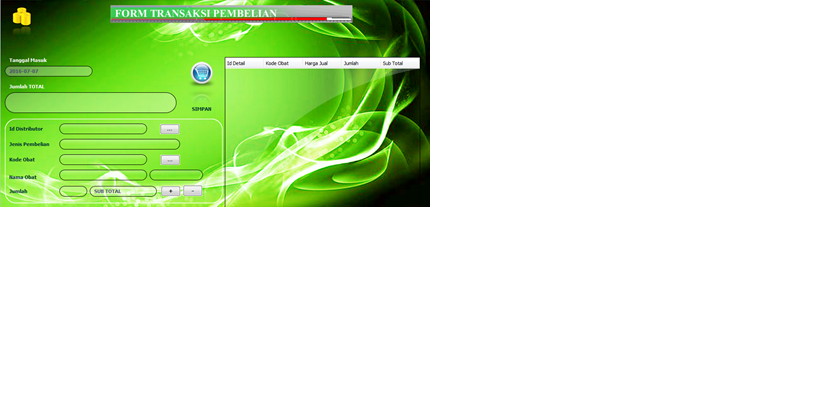 FORM TRANSAKSI PEMBELIAN
Tanggal Masuk
2016-07-07
Jumlah TOTAL
SIMPAN
Id Detail Kode Obat Harga Jual Jumlah Sub Total
Id Distributor ...
Jenis Pembelian
Kode Obat ...
Nama Obat
Jumlah SUB TOTAL + -